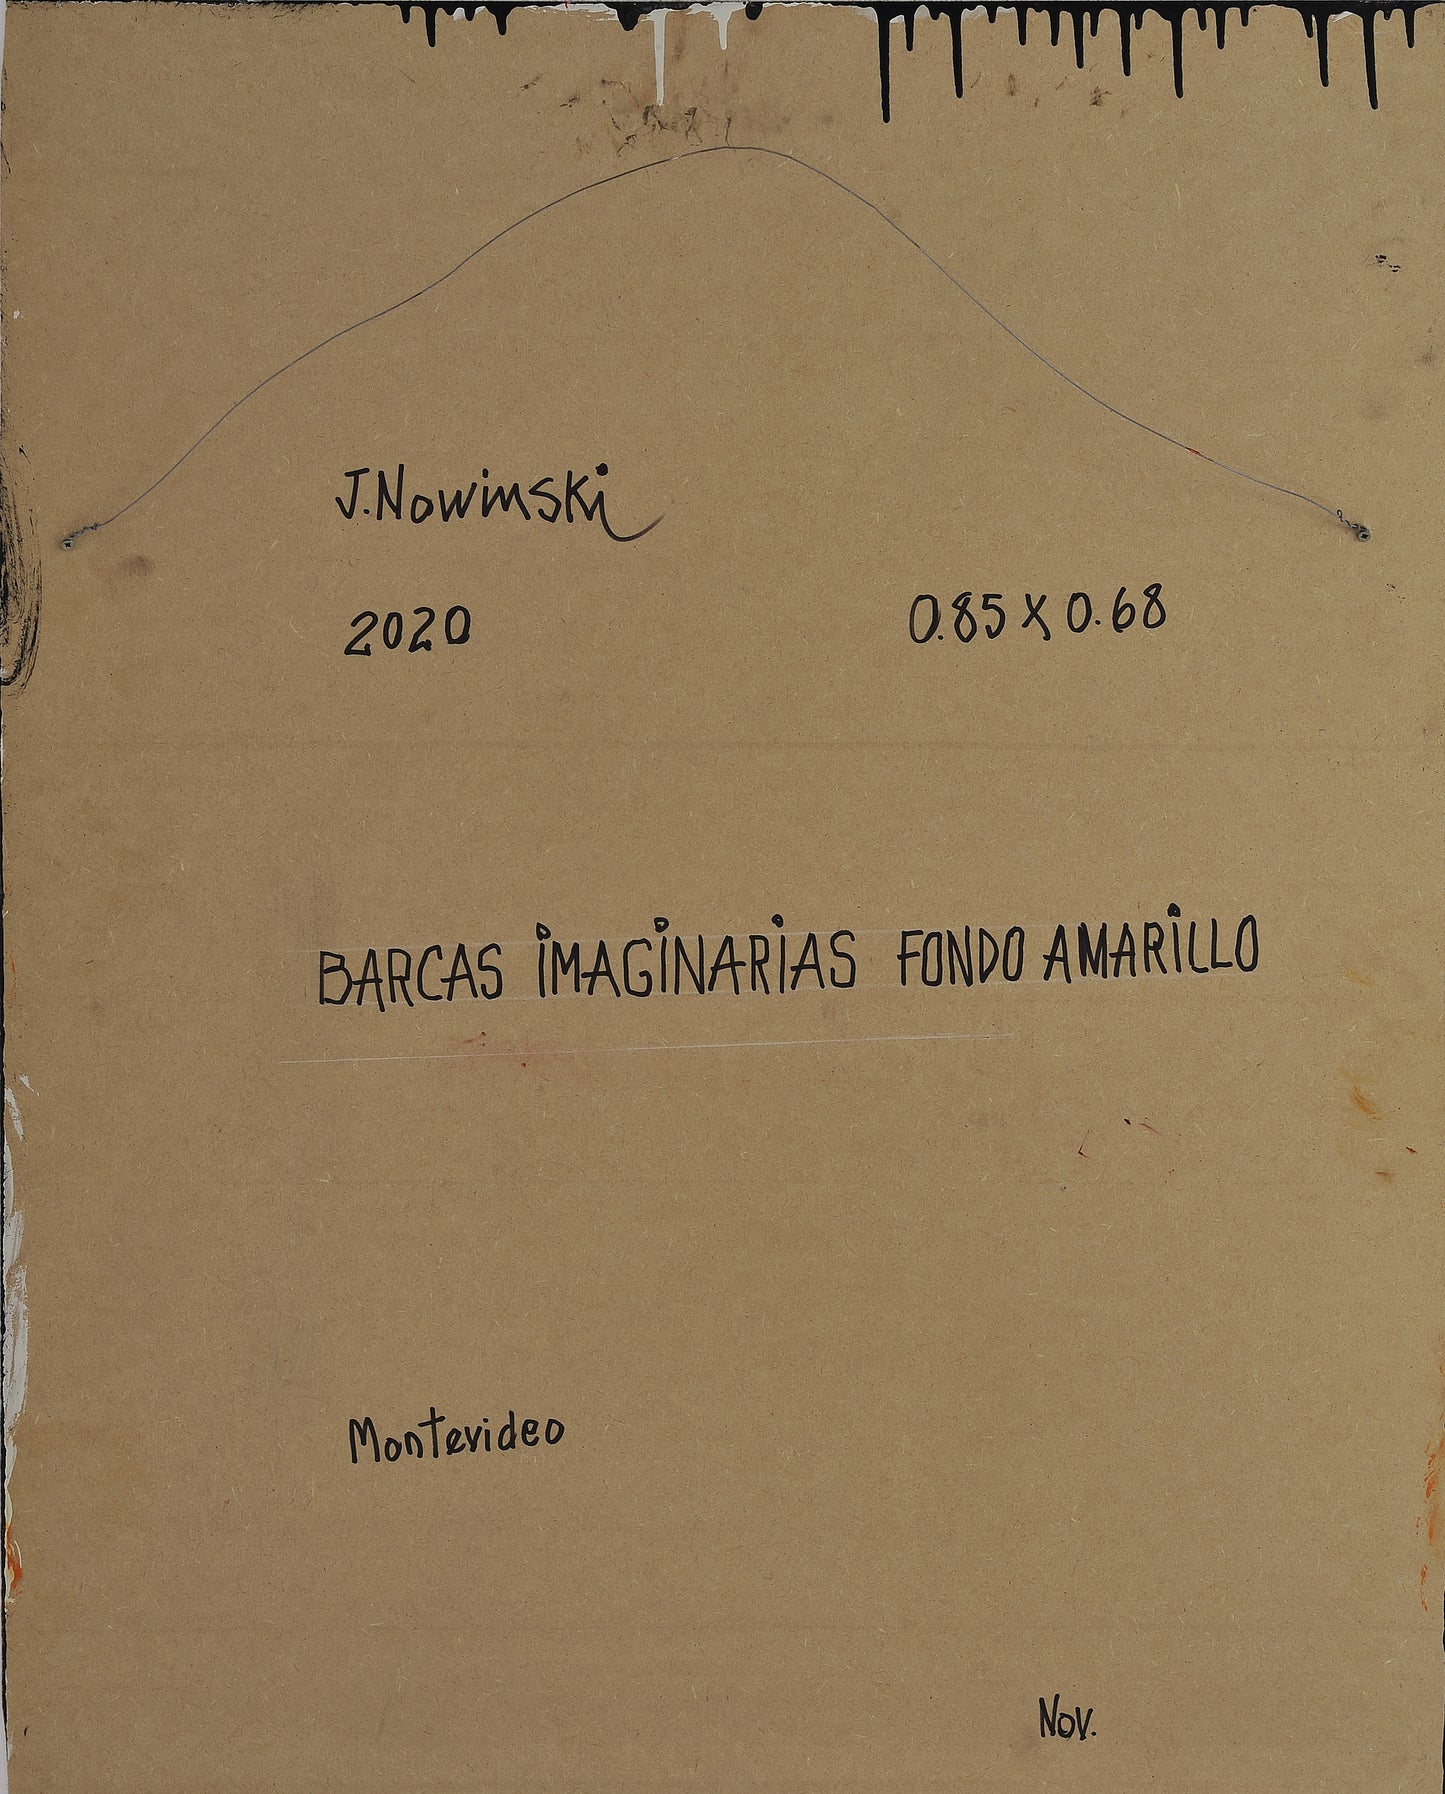 J. Nowinski
2020 0.85 X 0.68
BARCAS IMAGINARIAS FONDO AMARILLO
Montevideo
Nov.